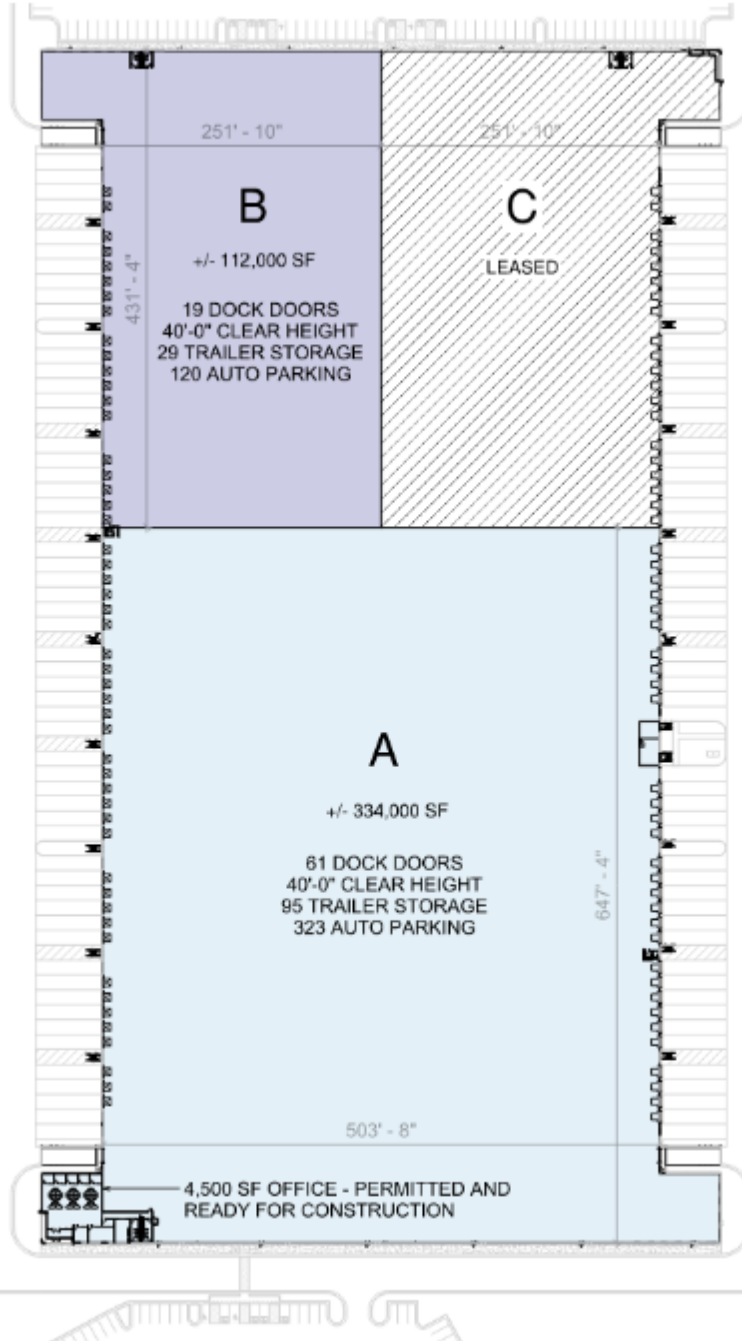 251' - 10"
251' - 10"
B
+/- 112,000 SF
19 DOCK DOORS
40'-0" CLEAR HEIGHT
29 TRAILER STORAGE
120 AUTO PARKING
431' - 4"
C
LEASED
A
+/- 334,000 SF
61 DOCK DOORS
40'-0" CLEAR HEIGHT
95 TRAILER STORAGE
323 AUTO PARKING
647' - 4"
503' - 8"
4,500 SF OFFICE - PERMITTED AND
READY FOR CONSTRUCTION